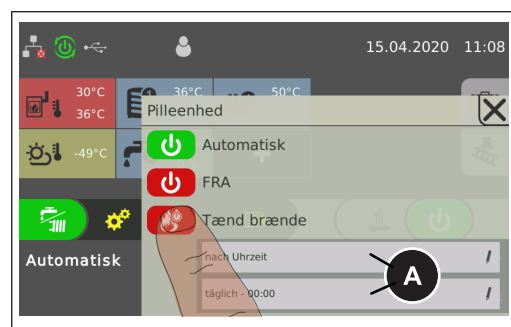 15.04.2020 11:08
30°C 36°C 50°C
36°C
Pilleenhed
-49°C
Automatisk
FRA
Tænd brænde
Automatisk
nach Uhrzeit
A
täglich - 00:00